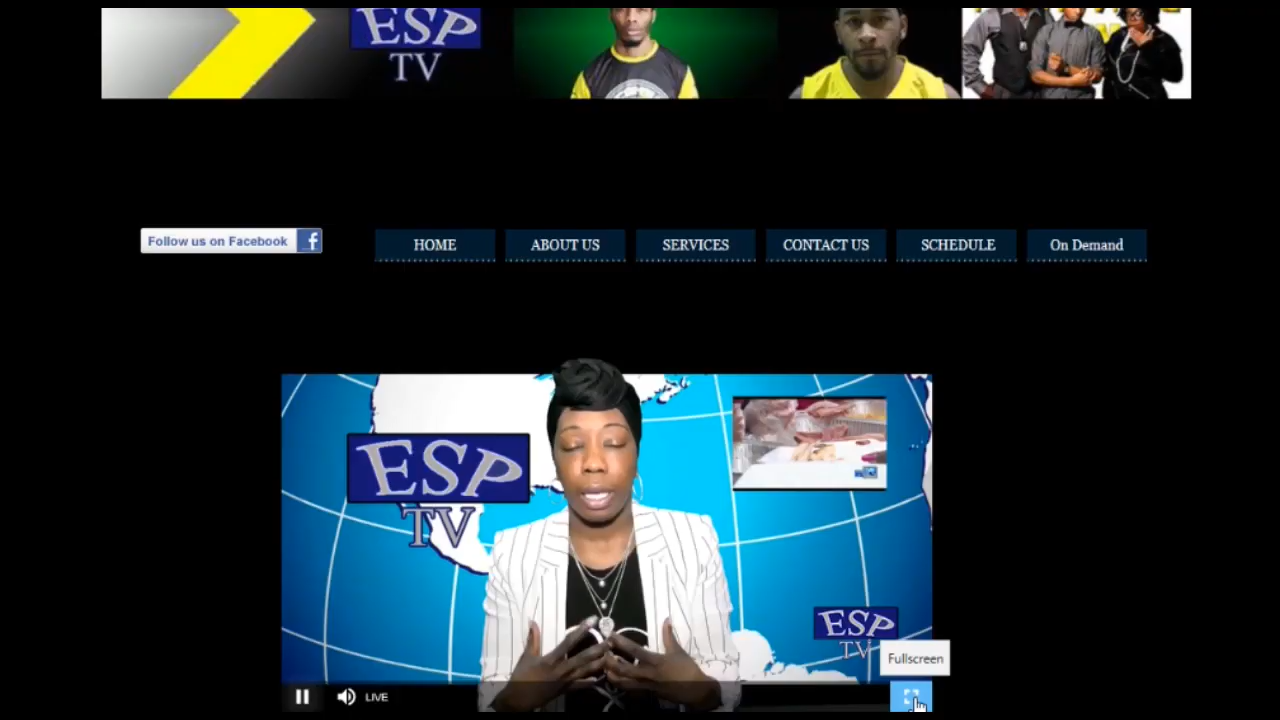 ESP
TV
Follow us on Facebook
HOME
ABOUT US
SERVICES
CONTACT US
SCHEDULE
On Demand
ESP
TV
ESP
TV
Fullscreen
LIVE